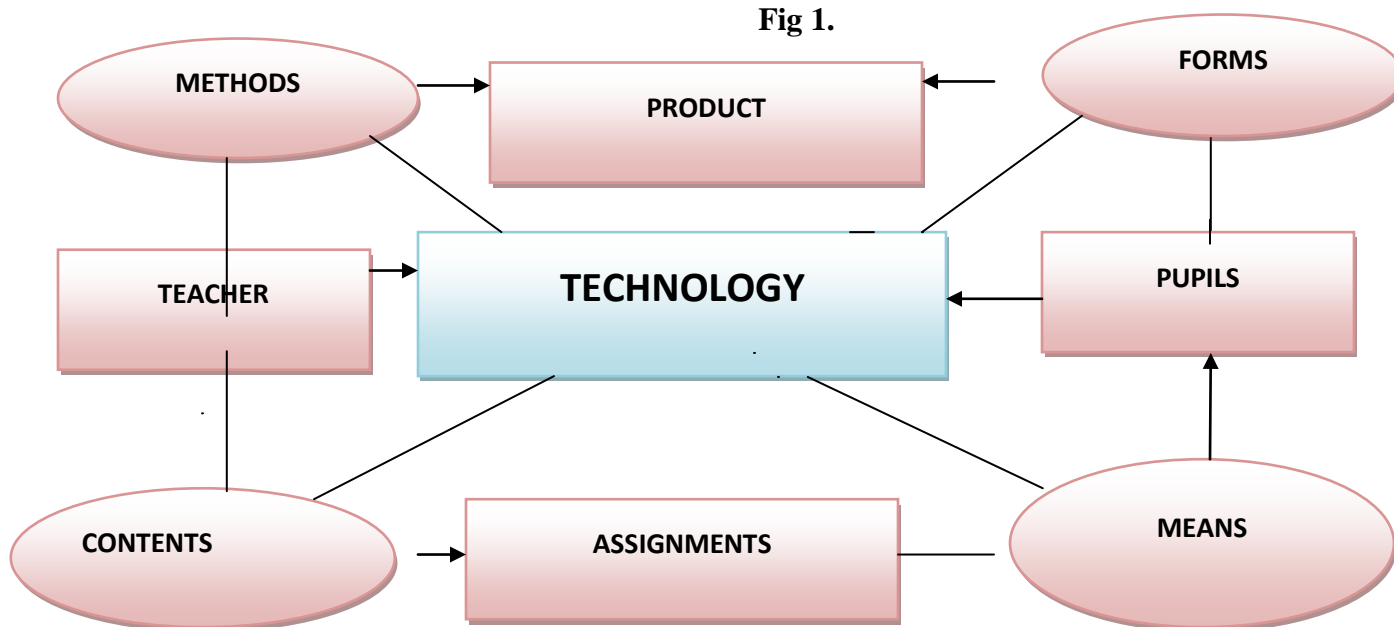 Fig 1.
METHODS
PRODUCT
FORMS
TEACHER
TECHNOLOGY
PUPILS
CONTENTS
ASSIGNMENTS
MEANS